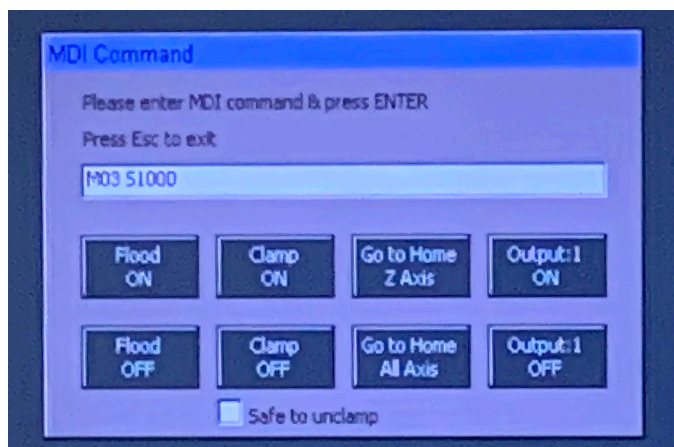 MDI Command
Please enter MDI command & press ENTER
Press Esc to exit
M03 S1000
Flood ON
Clamp ON
Go to Home Z Axis
Output:1 ON
Flood OFF
Clamp OFF
Go to Home All Axis
Output:1 OFF
Safe to unclamp